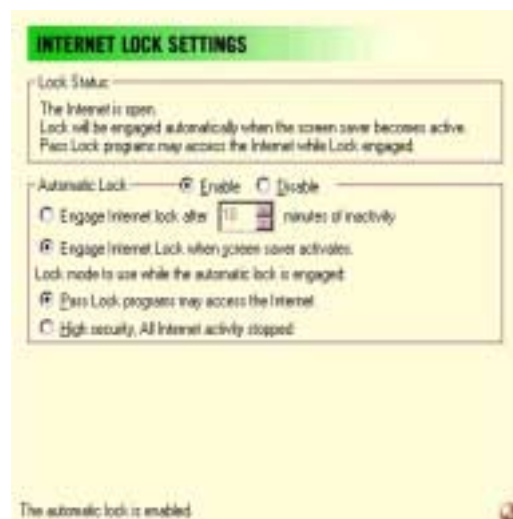 INTERNET LOCK SETTINGS
Lock Status
The Internet is open.
Lock will be engaged automatically when the screen saver becomes active.
Pass Lock programs may access the Internet while Lock engaged.
Automatic Lock Enable Disable
Engage Internet lock after 10 minutes of inactivity
Engage Internet Lock when screen saver activates.
Lock mode to use while the automatic lock is engaged:
Pass Lock programs may access the Internet
High security, All Internet activity stopped
The automatic lock is enabled